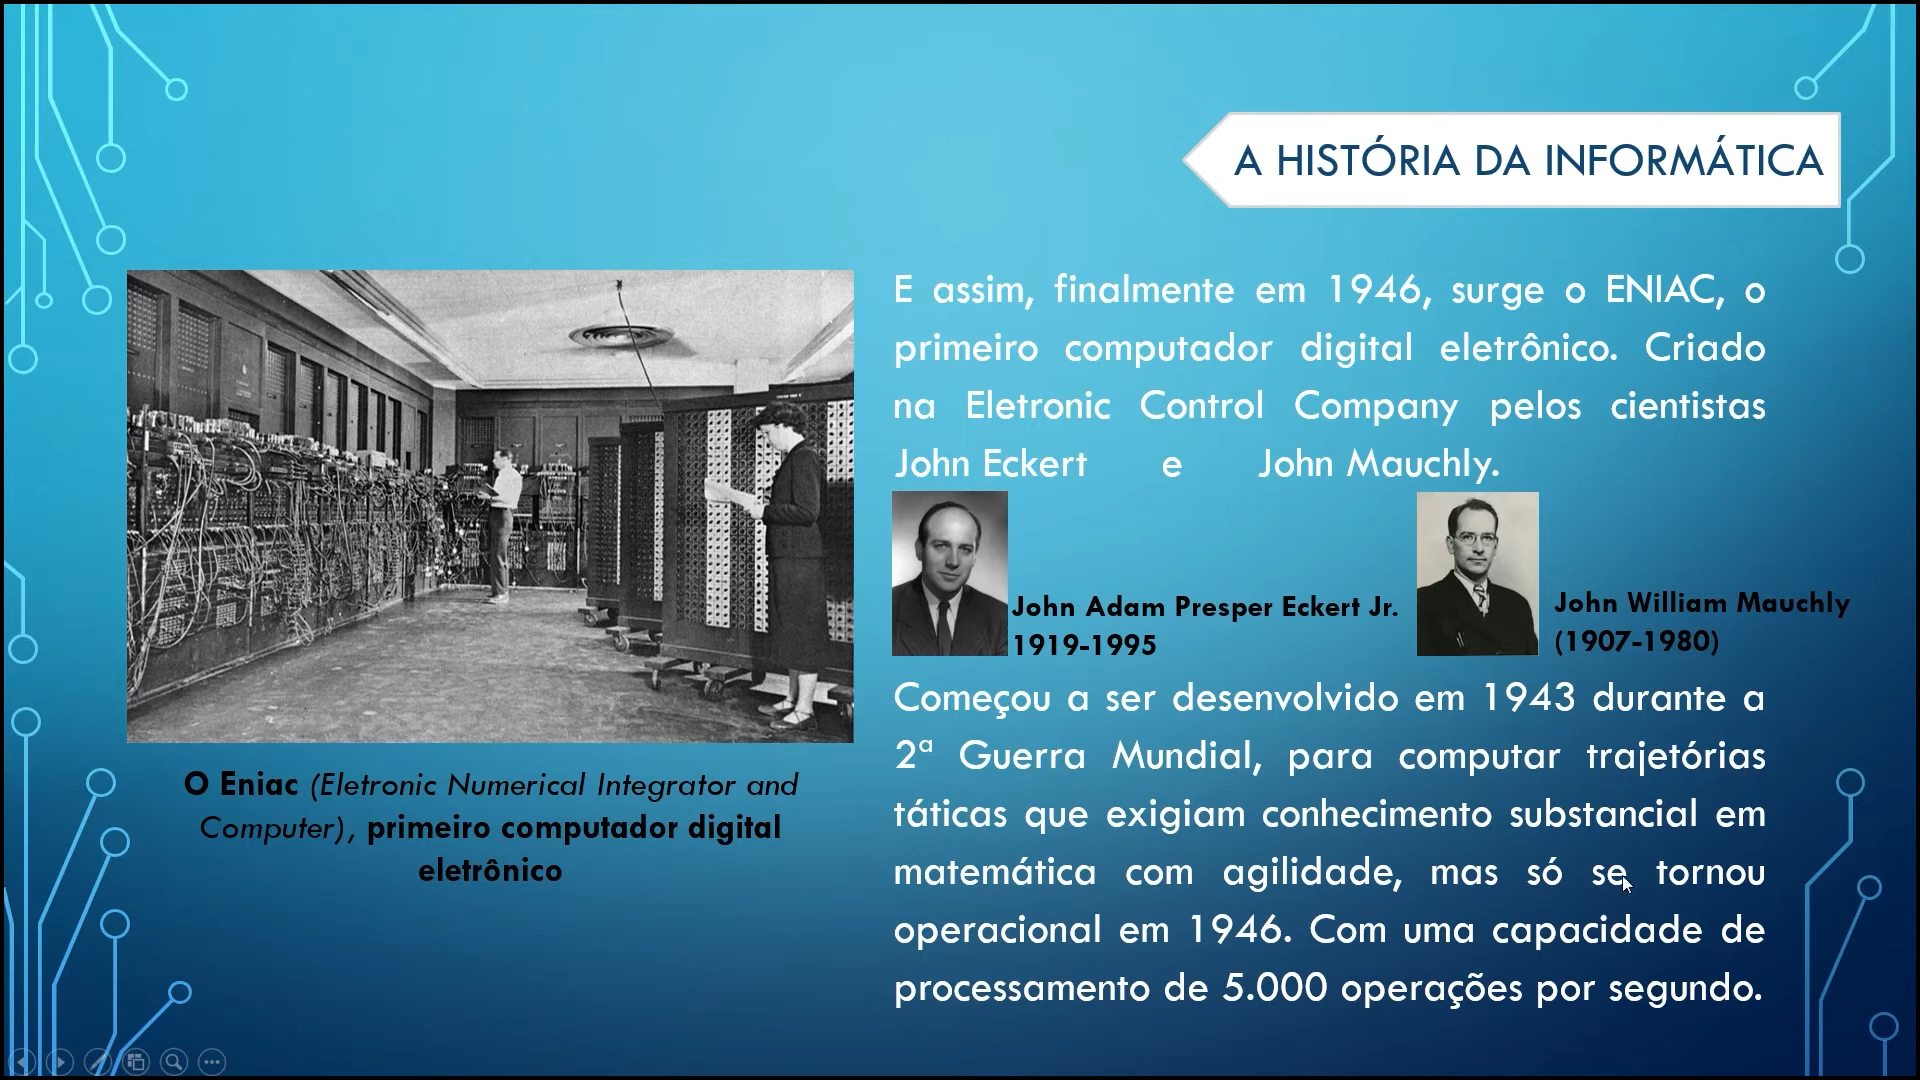 A HISTÓRIA DA INFORMÁTICA
E assim, finalmente em 1946, surge o ENIAC, o
primeiro computador digital eletrônico. Criado
na Eletronic Control Company pelos cientistas
John Eckert e John Mauchly.
John Adam Presper Eckert Jr.
1919-1995
John William Mauchly
(1907-1980)
Começou a ser desenvolvido em 1943 durante a
2ª Guerra Mundial, para computar trajetórias
táticas que exigiam conhecimento substancial em
matemática com agilidade, mas só se tornou
operacional em 1946. Com uma capacidade de
processamento de 5.000 operações por segundo.
O Eniac (Eletronic Numerical Integrator and
Computer), primeiro computador digital
eletrônico